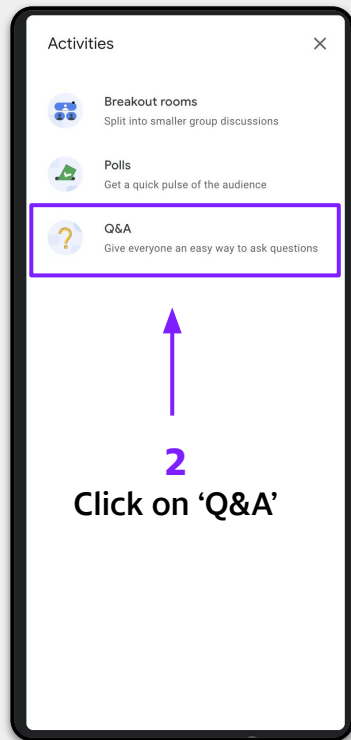 Activities
Breakout rooms
Split into smaller group discussions
Polls
Get a quick pulse of the audience
Q&A
Give everyone an easy way to ask questions
2
Click on ‘Q&A’